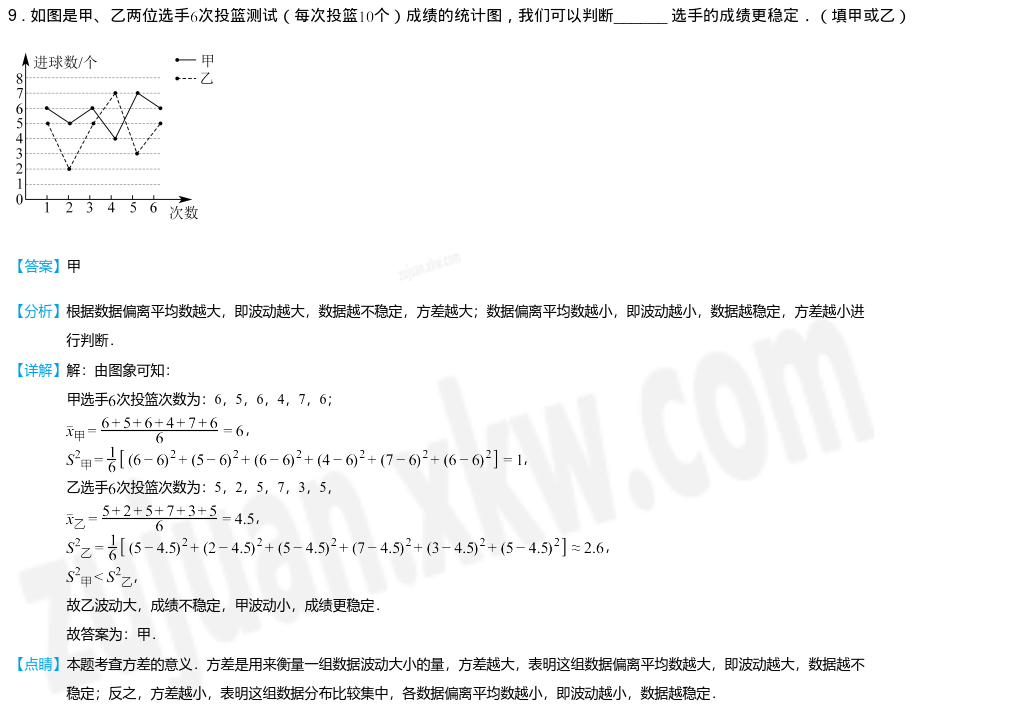 9．如图是甲、乙两位选手6次投篮测试（每次投篮10个）成绩的统计图，我们可以判断______选手的成绩更稳定．（填甲或乙）
进球数/个
甲
乙
8
7
6
5
4
3
2
1
0
1 2 3 4 5 6
次数
【答案】甲
zujuan.xkw.com
【分析】根据数据偏离平均数越大，即波动越大，数据越不稳定，方差越大；数据偏离平均数越小，即波动越小，数据越稳定，方差越小进
行判断．
【详解】解：由图象可知：
甲选手6次投篮次数为：6，5，6，4，7，6；
x̄甲 = (6+5+6+4+7+6)/6 = 6，
S²甲 = 1/6[(6−6)²+(5−6)²+(6−6)²+(4−6)²+(7−6)²+(6−6)²] = 1，
乙选手6次投篮次数为：5，2，5，7，3，5，
x̄乙 = (5+2+5+7+3+5)/6 = 4.5，
S²乙 = 1/6[(5−4.5)²+(2−4.5)²+(5−4.5)²+(7−4.5)²+(3−4.5)²+(5−4.5)²] ≈ 2.6，
S²甲 < S²乙，
故乙波动大，成绩不稳定，甲波动小，成绩更稳定．
故答案为：甲．
【点睛】本题考查方差的意义．方差是用来衡量一组数据波动大小的量，方差越大，表明这组数据偏离平均数越大，即波动越大，数据越不
稳定；反之，方差越小，表明这组数据分布比较集中，各数据偏离平均数越小，即波动越小，数据越稳定．
zujuan.xkw.com